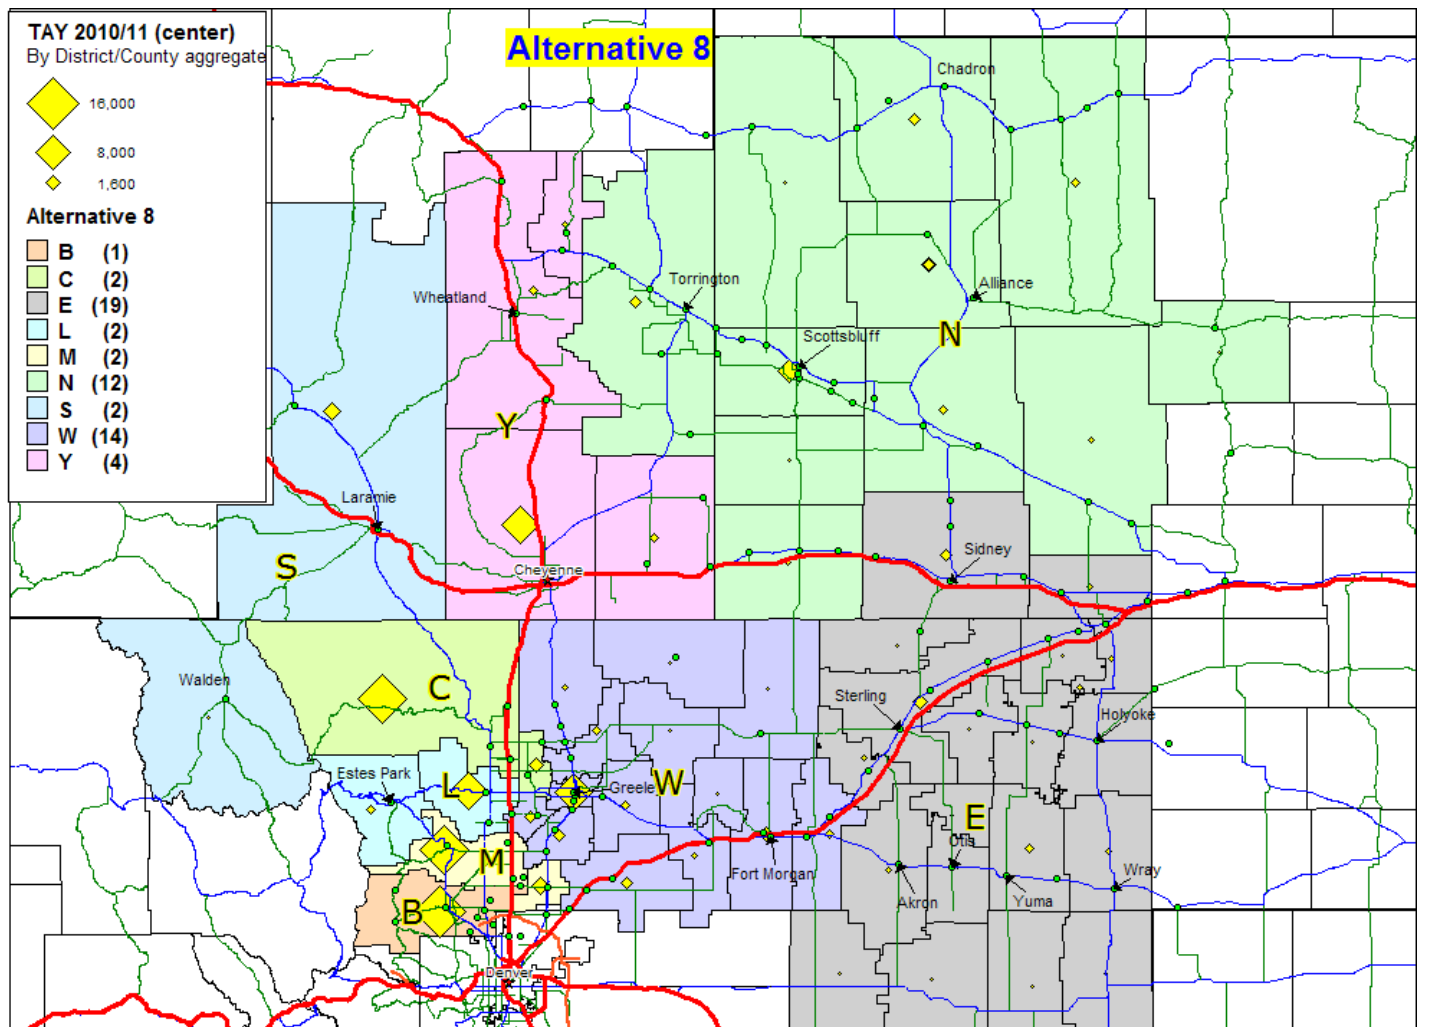 TAY 2010/11 (center)
By District/County aggregate
16,000
8,000
1,600
Alternative 8
B (1)
C (2)
E (19)
L (2)
M (2)
N (12)
S (2)
W (14)
Y (4)
Alternative 8
Chadron
Torrington
Alliance
Wheatland
Scottsbluff
N
Y
Laramie
Sidney
S
Cheyenne
Walden
C
Sterling
Holyoke
Estes Park
L
Greele
W
E
Otis
M
Fort Morgan
Wray
Akron
Yuma
B
Denver